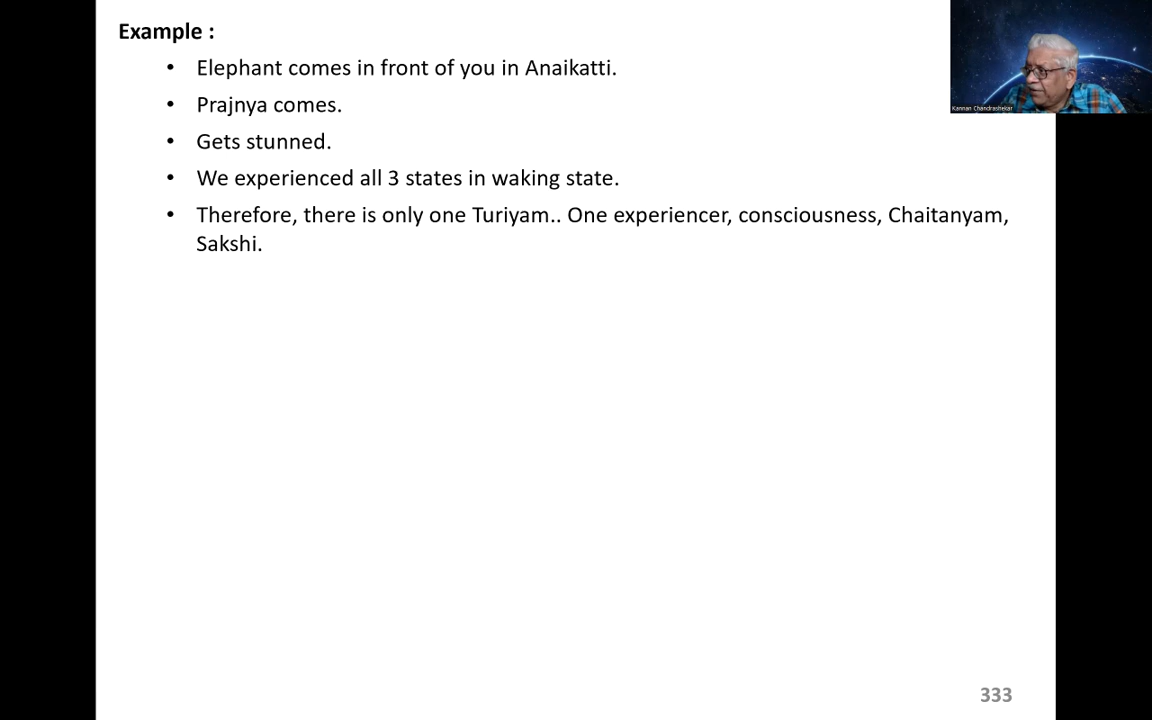 Example :
• Elephant comes in front of you in Anaikatti.
• Prajnya comes.
• Gets stunned.
• We experienced all 3 states in waking state.
• Therefore, there is only one Turiyam.. One experiencer, consciousness, Chaitanyam,
Sakshi.
Kannan Chandrashekar
333